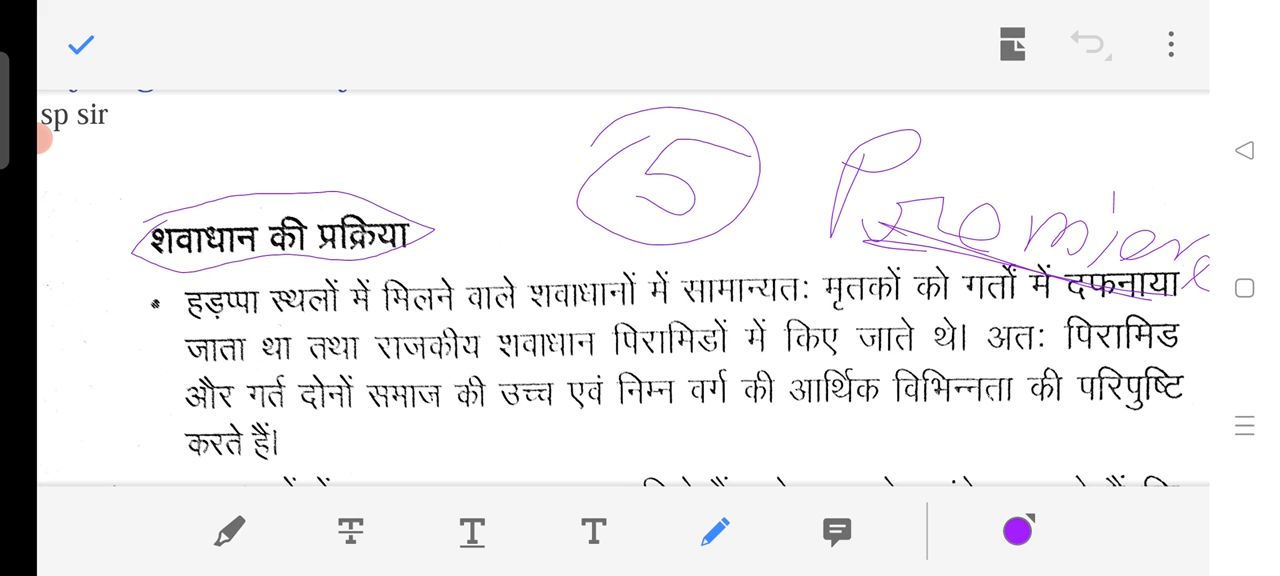 sp sir
5 Premiere
शवाधान की प्रक्रिया
• हड़प्पा स्थलों में मिलने वाले शवाधानों में सामान्यतः मृतकों को गर्तों में दफनाया
जाता था तथा राजकीय शवाधान पिरामिडों में किए जाते थे। अतः पिरामिड
और गर्त दोनों समाज की उच्च एवं निम्न वर्ग की आर्थिक विभिन्नता की परिपुष्टि
करते हैं।